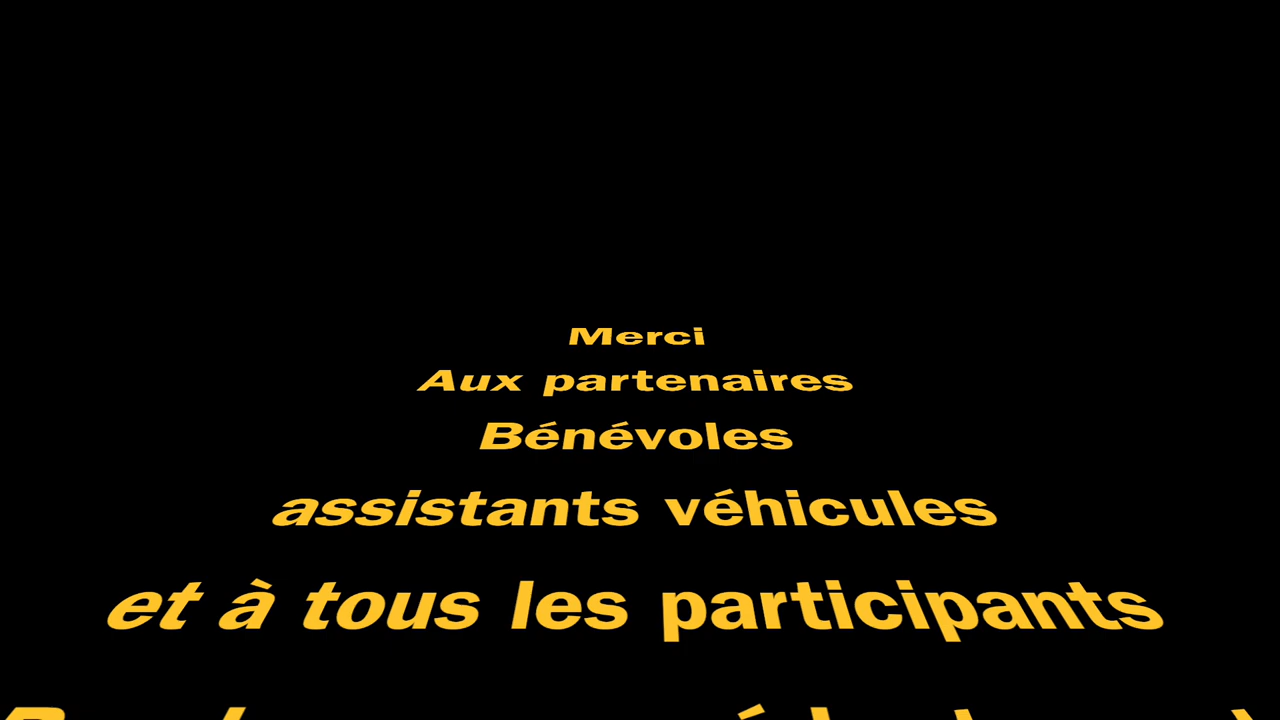 Merci
Aux partenaires
Bénévoles
assistants véhicules
et à tous les participants